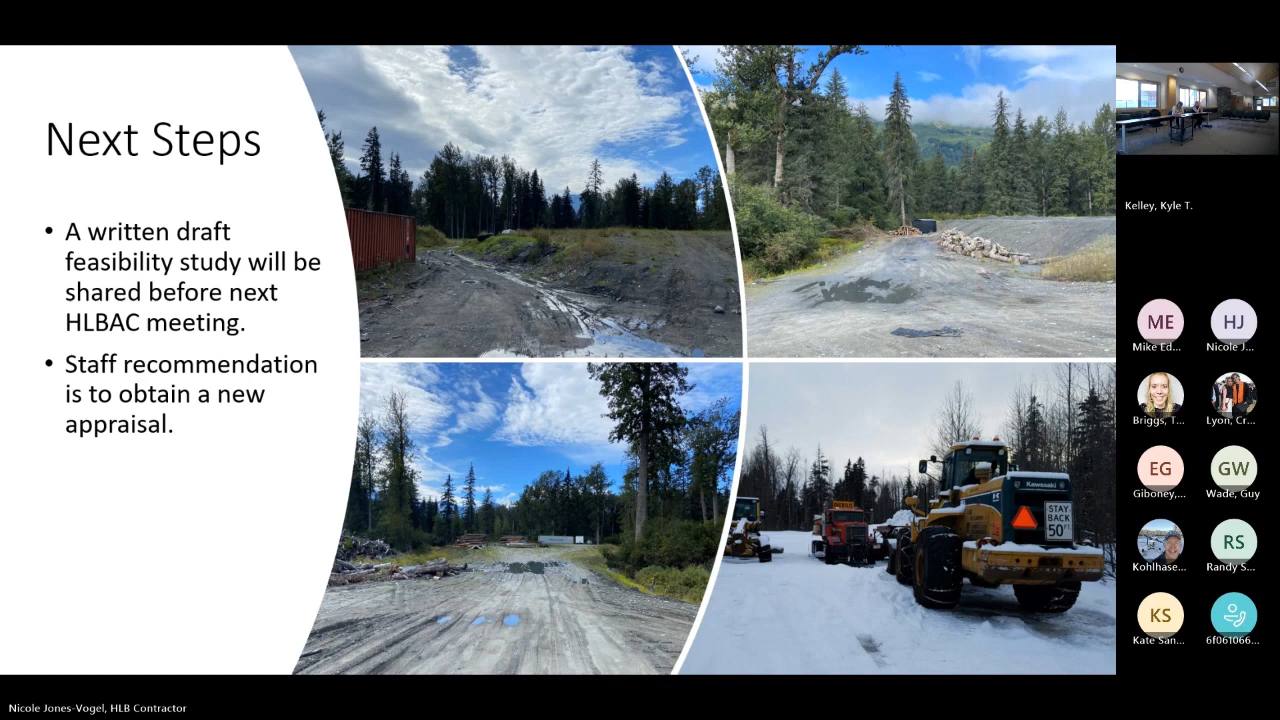 Next Steps
• A written draft
feasibility study will be
shared before next
HLBAC meeting.
• Staff recommendation
is to obtain a new
appraisal.
Kawasaki
STAY
BACK
50 FT.
Kelley, Kyle T.
ME
HJ
Mike Ed...
Nicole J...
Briggs, T...
Lyon, Cr...
EG
GW
Giboney,...
Wade, Guy
RS
Kohlhase...
Randy S...
KS
Kate San...
6f061066...
Nicole Jones-Vogel, HLB Contractor